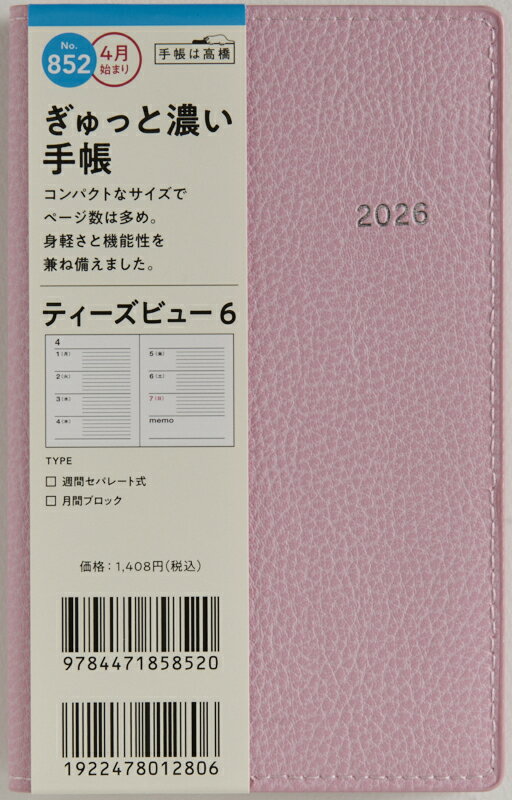 No.
852
4月
始まり
手帳は高橋
ぎゅっと濃い
手帳
コンパクトなサイズで
ページ数は多め。
身軽さと機能性を
兼ね備えました。
2026
ティーズビュー6
4
1(月)
2(火)
3(水)
4(木)
5(金)
6(土)
7(日)
memo
TYPE
□ 週間セパレート式
□ 月間ブロック
価格：1,408円(税込)
9784471858520
1922478012806